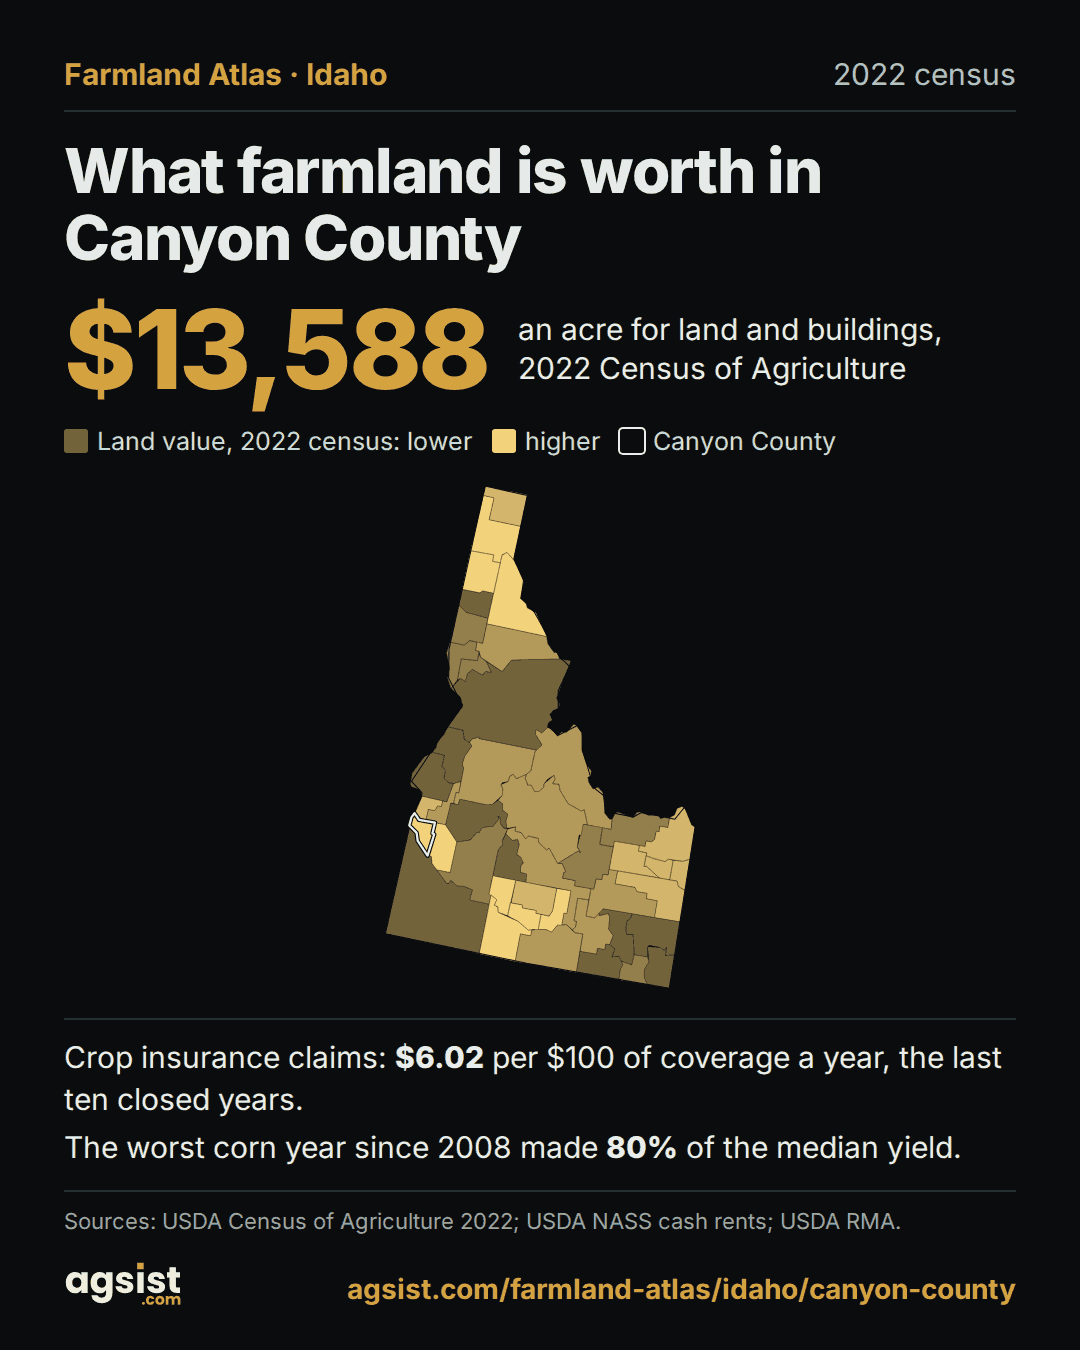 Farmland Atlas · Idaho
2022 census
What farmland is worth in
Canyon County
$13,588
an acre for land and buildings,
2022 Census of Agriculture
Land value, 2022 census: lower
higher
Canyon County
Crop insurance claims: $6.02 per $100 of coverage a year, the last
ten closed years.
The worst corn year since 2008 made 80% of the median yield.
Sources: USDA Census of Agriculture 2022; USDA NASS cash rents; USDA RMA.
agsist
.com
agsist.com/farmland-atlas/idaho/canyon-county